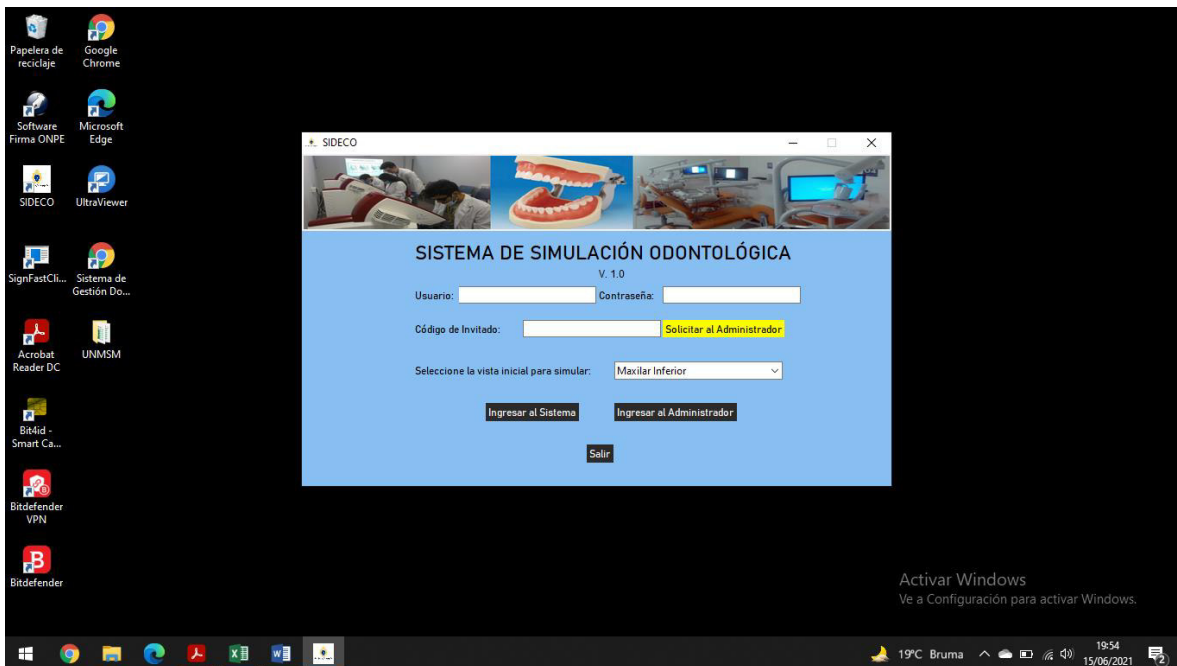 Papelera de
reciclaje
Google
Chrome
Software
Firma ONPE
Microsoft
Edge
SIDECO
UltraViewer
SignFastCli...
Sistema de
Gestión Do...
Acrobat
Reader DC
UNMSM
Bit4id -
Smart Ca...
Bitdefender
VPN
Bitdefender
SIDECO
SISTEMA DE SIMULACIÓN ODONTOLÓGICA
V. 1.0
Usuario: Contraseña:
Código de Invitado: Solicitar al Administrador
Seleccione la vista inicial para simular: Maxilar Inferior
Ingresar al Sistema Ingresar al Administrador
Salir
Activar Windows
Ve a Configuración para activar Windows.
19°C Bruma
19:54
15/06/2021
2